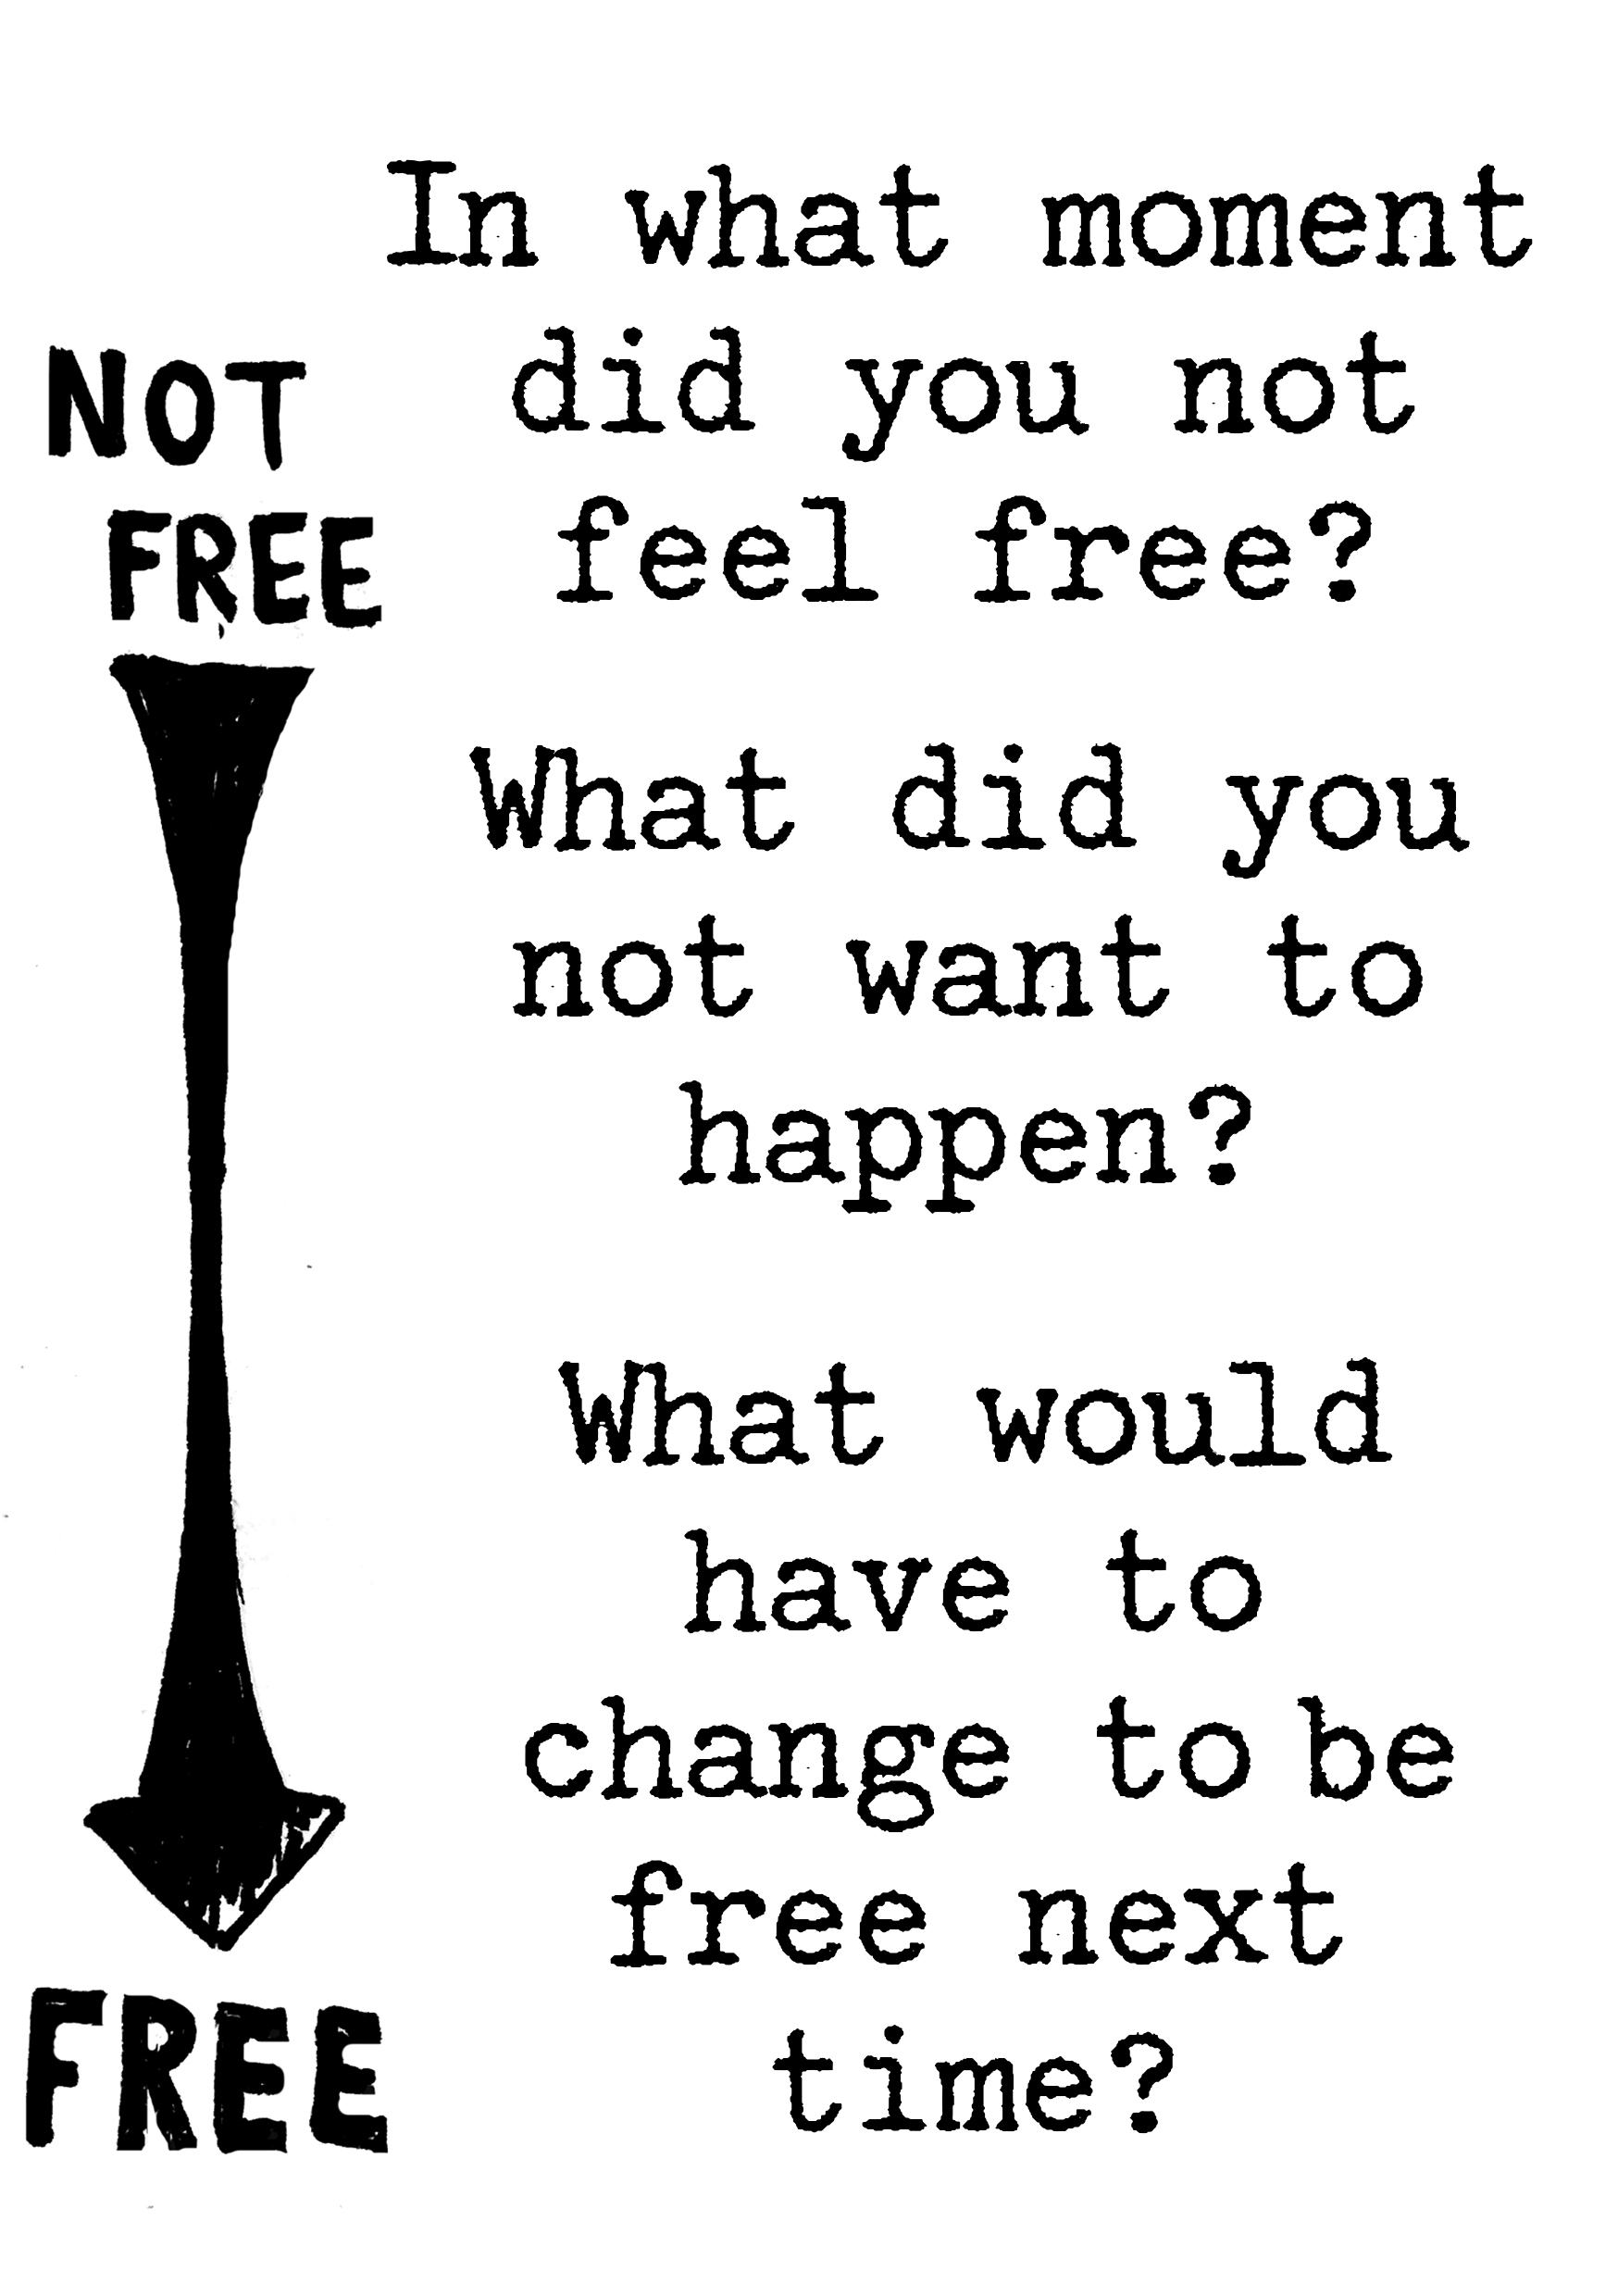 In what moment
did you not
feel free?
What did you
not want to
happen?
What would
have to
change to be
free next
time?
NOT
FREE
FREE